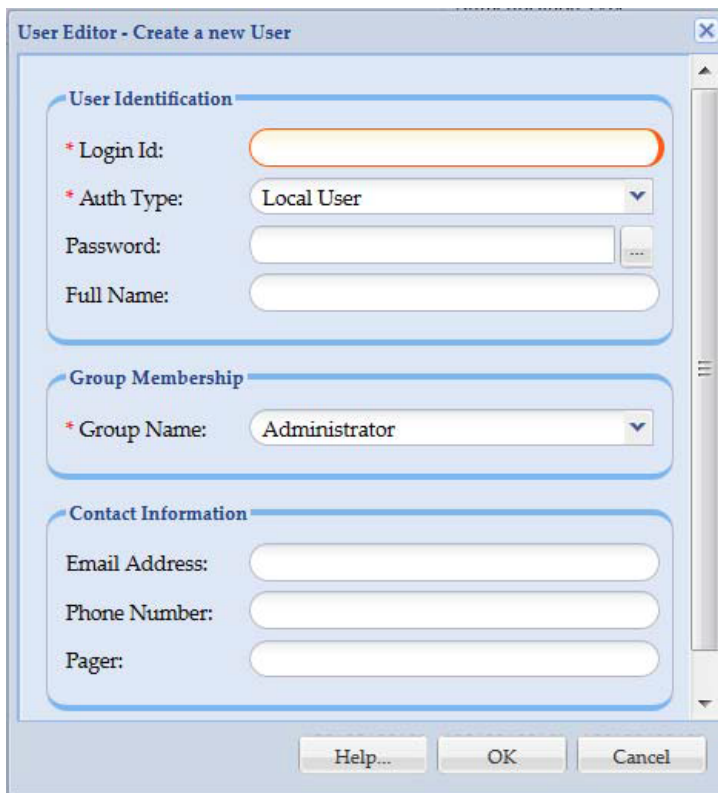 User Editor - Create a new User
User Identification
* Login Id:
* Auth Type: Local User
Password: ...
Full Name:
Group Membership
* Group Name: Administrator
Contact Information
Email Address:
Phone Number:
Pager:
Help... OK Cancel